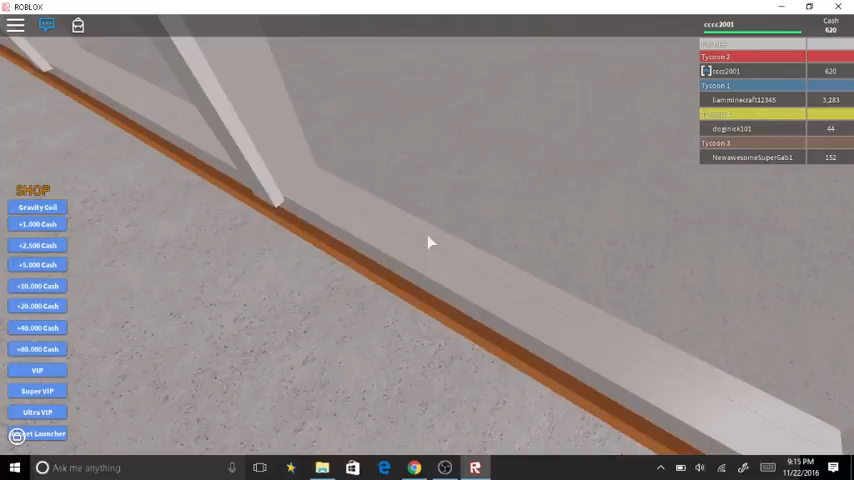 ROBLOX
cccc2001
Cash
620
Tycoon 2
cccc2001 620
Tycoon 1
liamminecraft12345 3,283
doginick101 44
Tycoon 3
NewawesomeSuperGab1 152
SHOP
Gravity Coil
+1.000 Cash
+2.500 Cash
+5.000 Cash
+10.000 Cash
+20.000 Cash
+40.000 Cash
+80.000 Cash
VIP
Super VIP
Ultra VIP
Launcher
Ask me anything
9:15 PM
11/22/2016